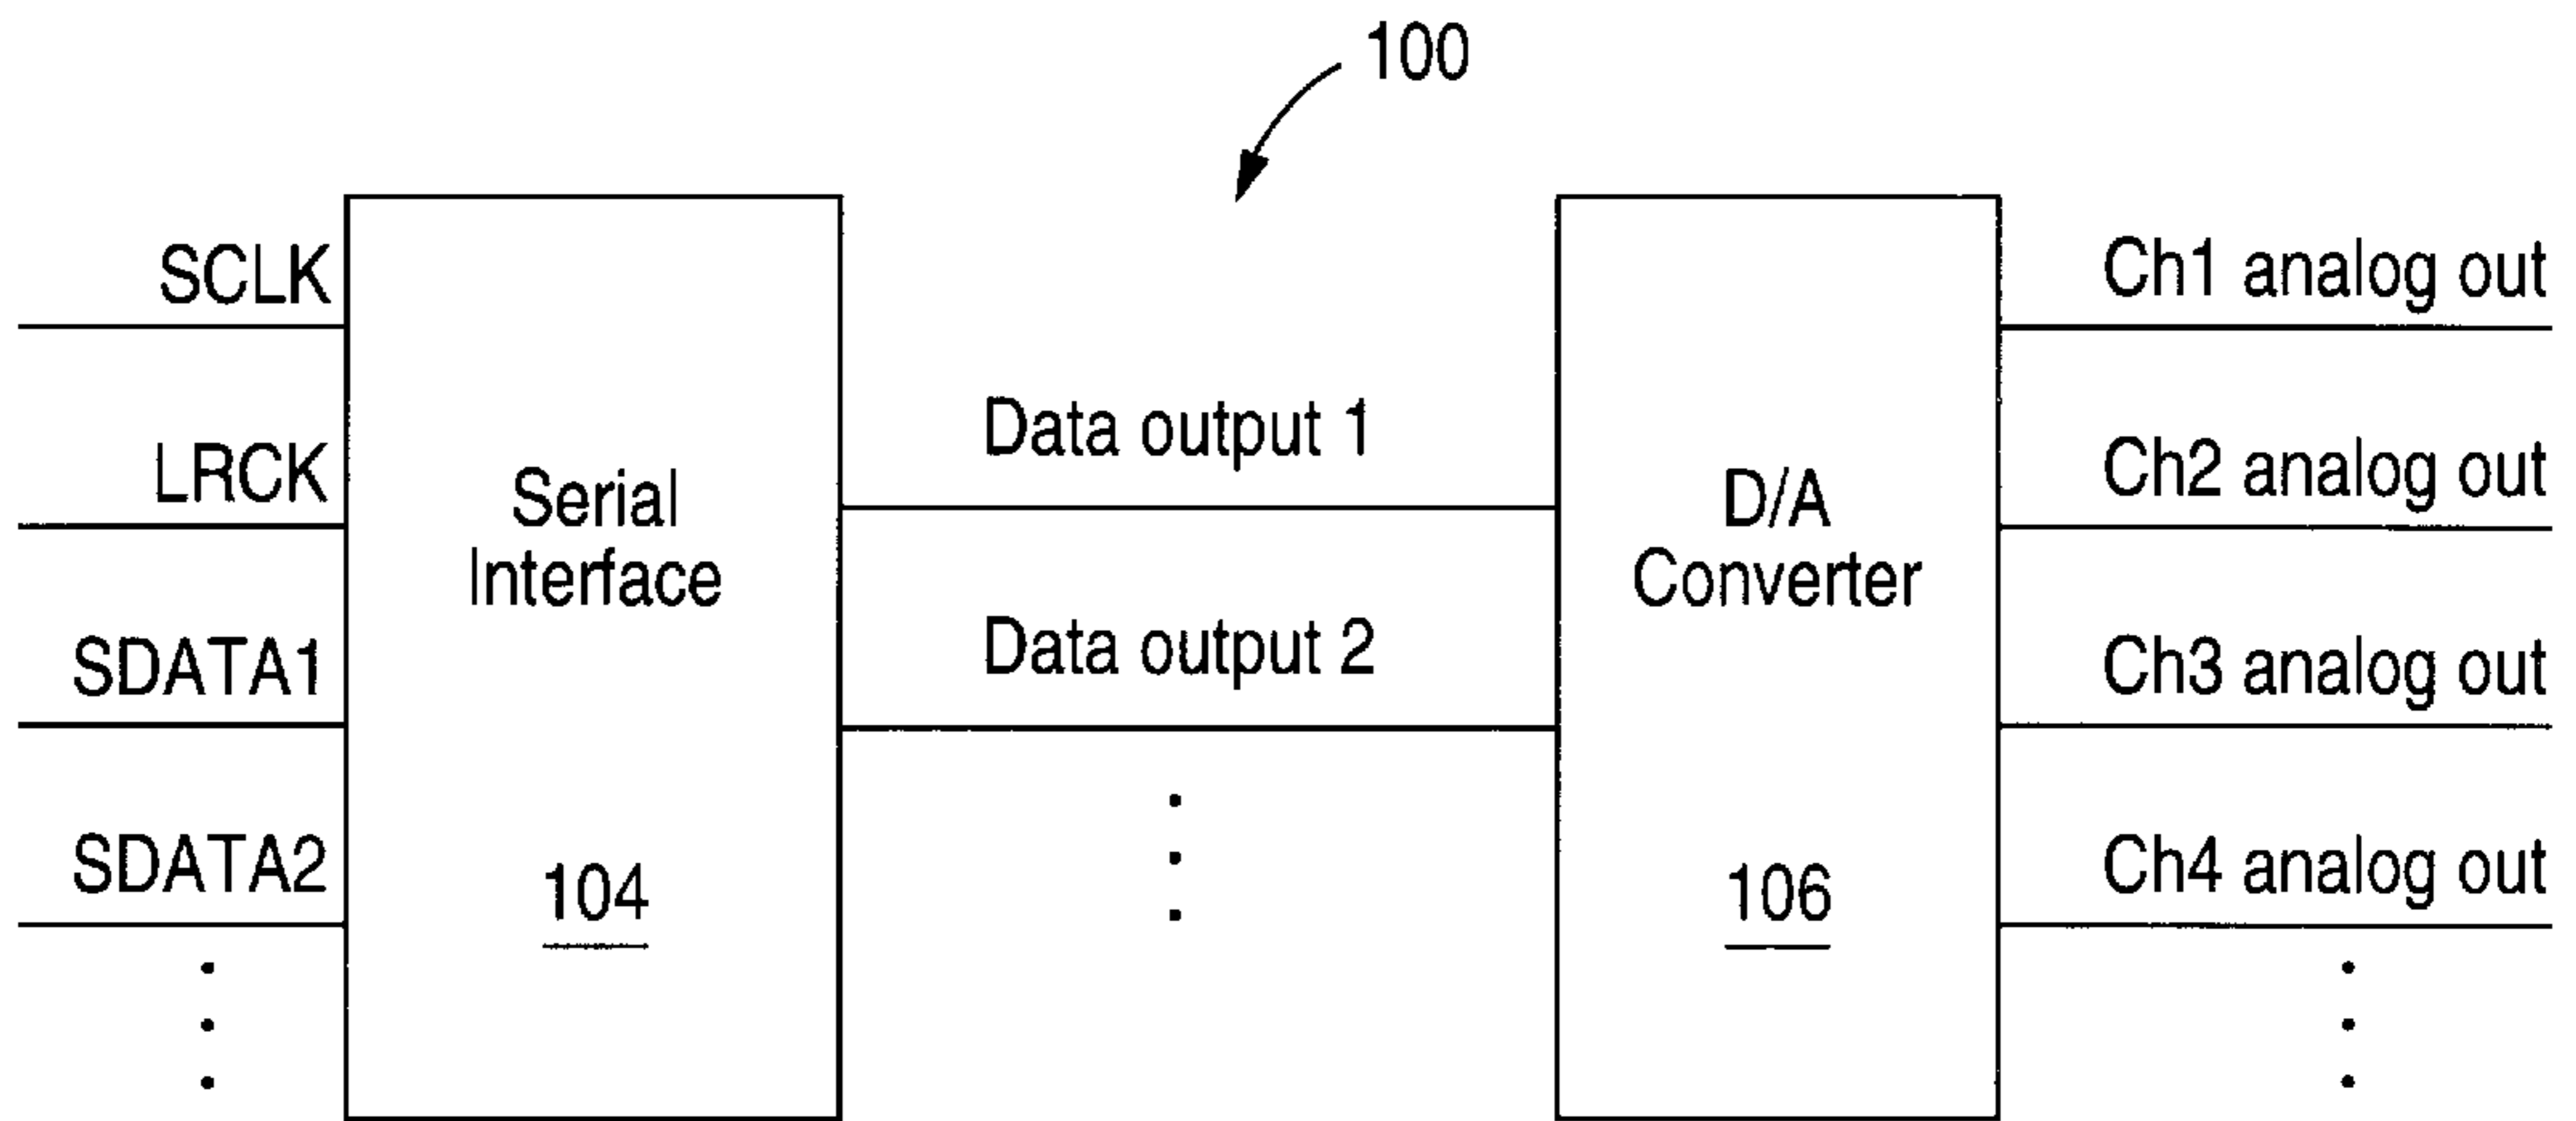 100
SCLK
LRCK
SDATA1
SDATA2
Serial
Interface
104
Data output 1
Data output 2
D/A
Converter
106
Ch1 analog out
Ch2 analog out
Ch3 analog out
Ch4 analog out